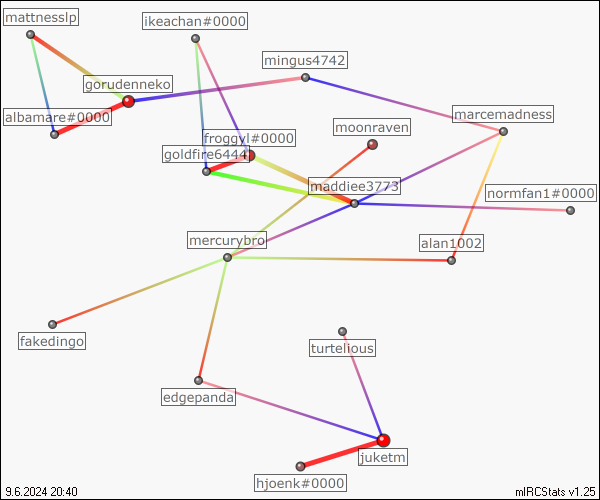 mattnesslp
ikeachan#0000
mingus4742
gorudenneko
albamare#0000
marcemadness
moonraven
froggyl#0000
goldfire6444
maddiee3773
normfan1#0000
mercurybro
alan1002
fakedingo
turtelious
edgepanda
juketm
hjoenk#0000
9.6.2024 20:40
mIRCStats v1.25